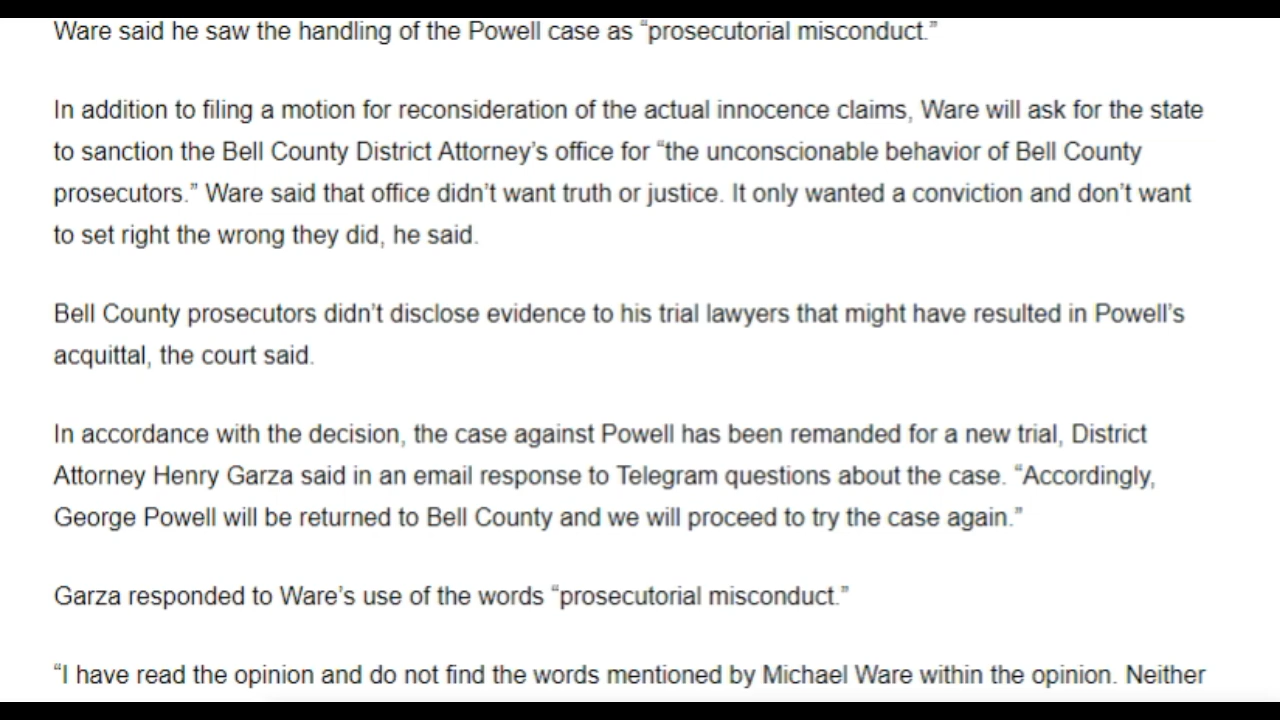 Ware said he saw the handling of the Powell case as “prosecutorial misconduct.”
In addition to filing a motion for reconsideration of the actual innocence claims, Ware will ask for the state
to sanction the Bell County District Attorney’s office for “the unconscionable behavior of Bell County
prosecutors.” Ware said that office didn’t want truth or justice. It only wanted a conviction and don’t want
to set right the wrong they did, he said.
Bell County prosecutors didn’t disclose evidence to his trial lawyers that might have resulted in Powell’s
acquittal, the court said.
In accordance with the decision, the case against Powell has been remanded for a new trial, District
Attorney Henry Garza said in an email response to Telegram questions about the case. “Accordingly,
George Powell will be returned to Bell County and we will proceed to try the case again.”
Garza responded to Ware’s use of the words “prosecutorial misconduct.”
“I have read the opinion and do not find the words mentioned by Michael Ware within the opinion. Neither